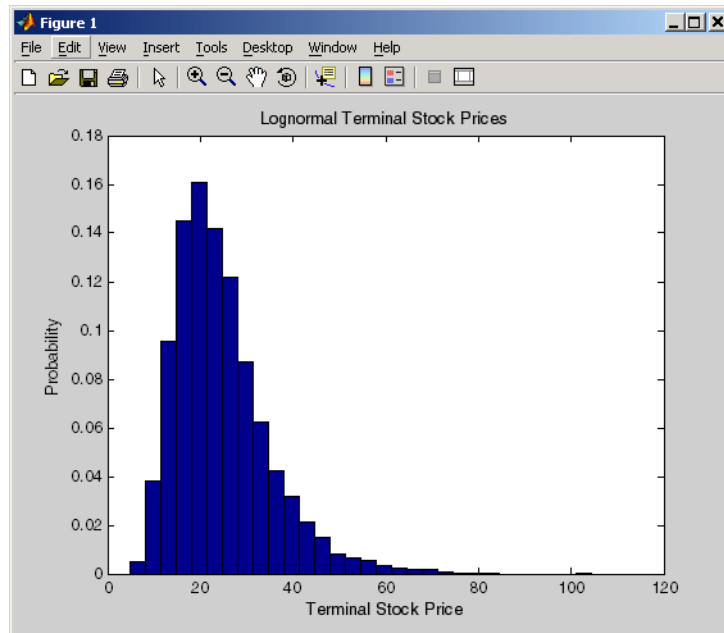 Figure 1
File Edit View Insert Tools Desktop Window Help
Lognormal Terminal Stock Prices
0.18
0.16
0.14
0.12
0.1
0.08
0.06
0.04
0.02
0
Probability
0 20 40 60 80 100 120
Terminal Stock Price